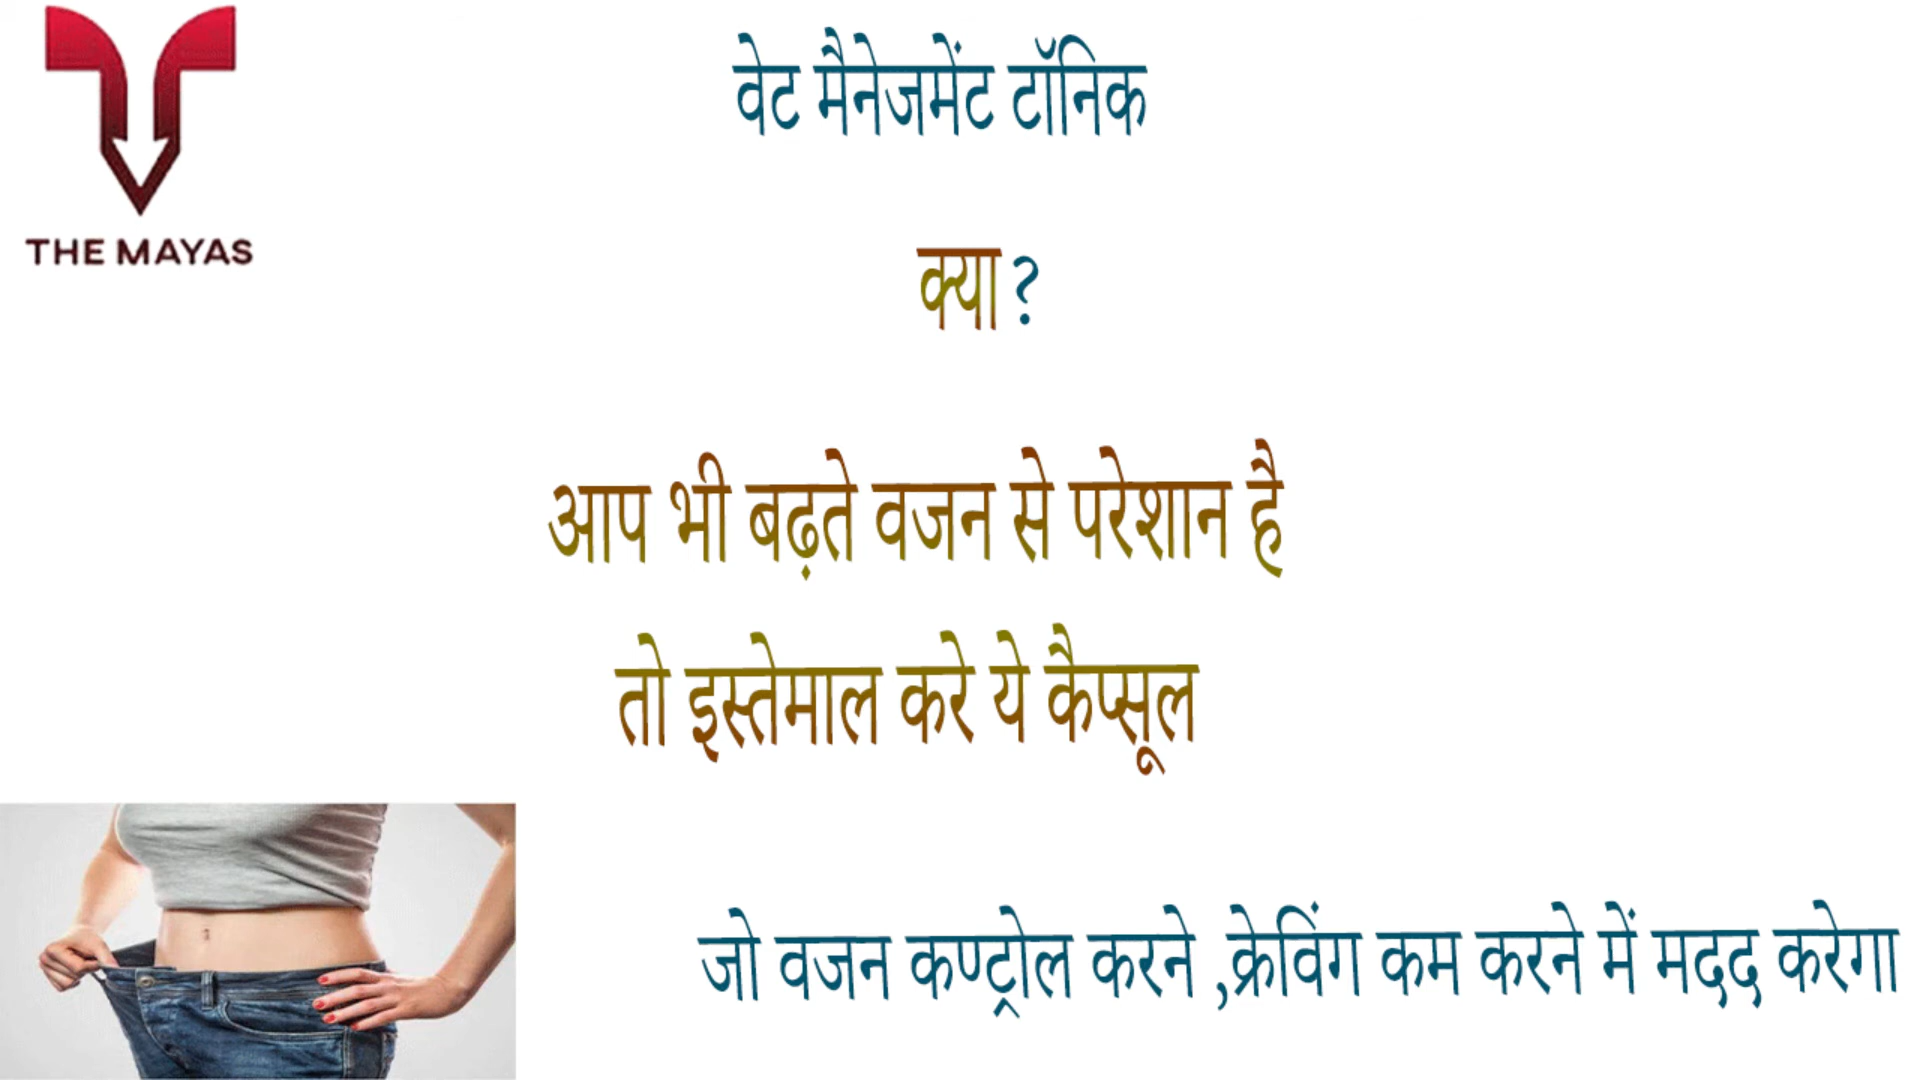 THE MAYAS
वेट मैनेजमेंट टॉनिक
क्या ?
आप भी बढ़ते वजन से परेशान है
तो इस्तेमाल करे ये कैप्सूल
जो वजन कण्ट्रोल करने ,क्रेविंग कम करने में मदद करेगा